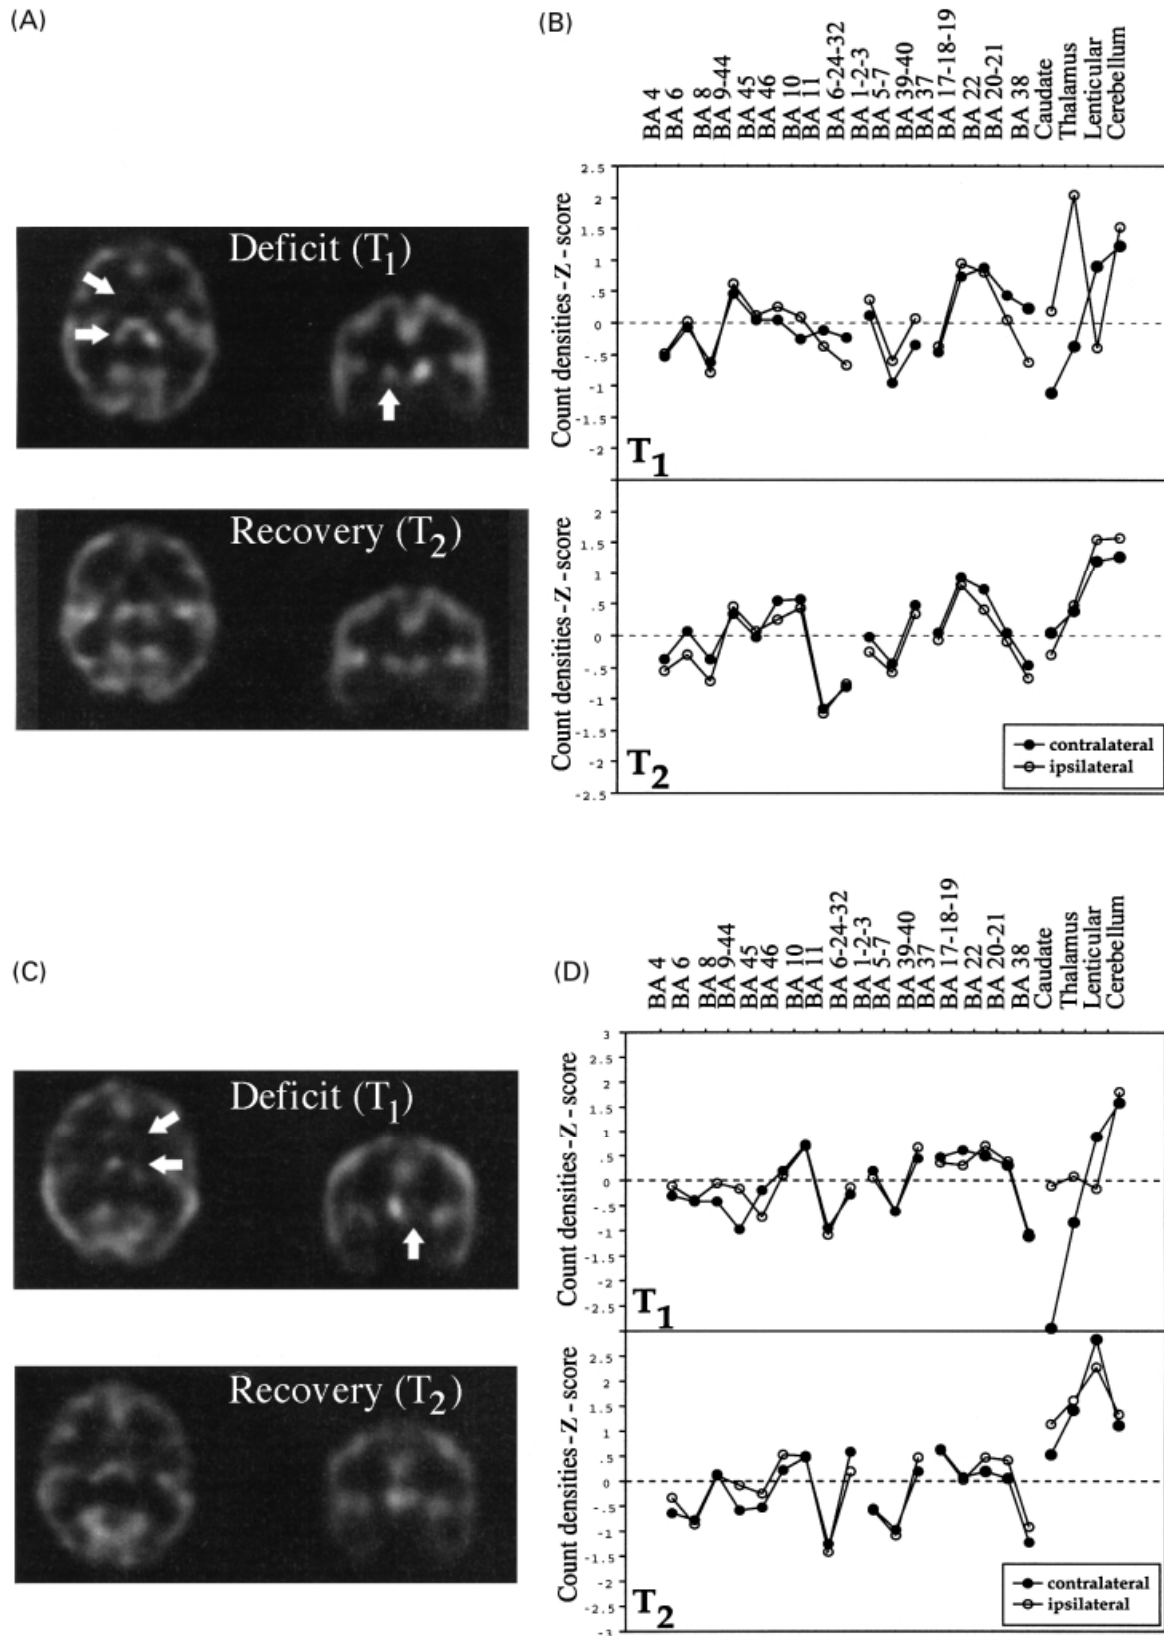 (A)
(B)
BA 4
BA 6
BA 8
BA 9-44
BA 45
BA 46
BA 10
BA 11
BA 6-24-32
BA 1-2-3
BA 5-7
BA 39-40
BA 37
BA 17-18-19
BA 22
BA 20-21
BA 38
Caudate
Thalamus
Lenticular
Cerebellum
Deficit (T1)
Count densities - Z - score
2.5
2
1.5
1
.5
0
-.5
-1
-1.5
-2
T1
Recovery (T2)
Count densities - Z - score
2
1.5
1
.5
0
-.5
-1
-1.5
-2
-2.5
T2
contralateral
ipsilateral
(C)
(D)
BA 4
BA 6
BA 8
BA 9-44
BA 45
BA 46
BA 10
BA 11
BA 6-24-32
BA 1-2-3
BA 5-7
BA 39-40
BA 37
BA 17-18-19
BA 22
BA 20-21
BA 38
Caudate
Thalamus
Lenticular
Cerebellum
Deficit (T1)
Count densities - Z - score
3
2.5
2
1.5
1
.5
0
-.5
-1
-1.5
-2
-2.5
T1
Recovery (T2)
Count densities - Z - score
2.5
2
1.5
1
.5
0
-.5
-1
-1.5
-2
-2.5
-3
T2
contralateral
ipsilateral